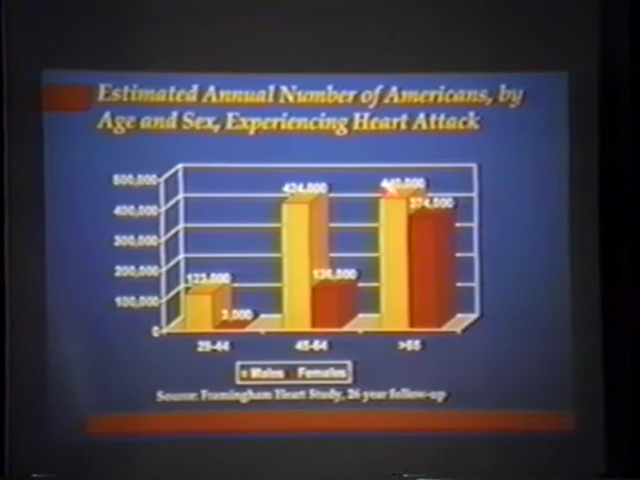 Estimated Annual Number of Americans, by
Age and Sex, Experiencing Heart Attack
500,000
400,000
300,000
200,000
100,000
0
424,000
374,000
123,000
3,000
45-64
Males Females
Source: Framingham Heart Study, 26 year follow-up